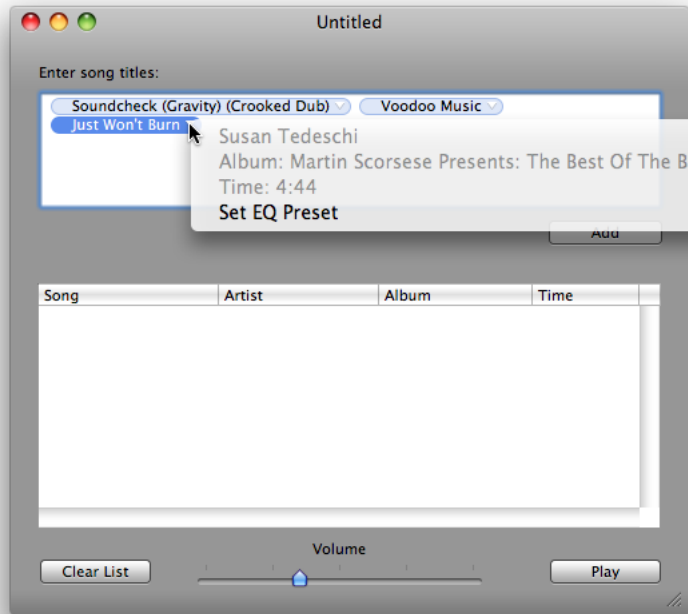 Untitled
Enter song titles:
Soundcheck (Gravity) (Crooked Dub) Voodoo Music
Just Won't Burn
Susan Tedeschi
Album: Martin Scorsese Presents: The Best Of The B
Time: 4:44
Set EQ Preset
Add
Song Artist Album Time
Volume
Clear List Play